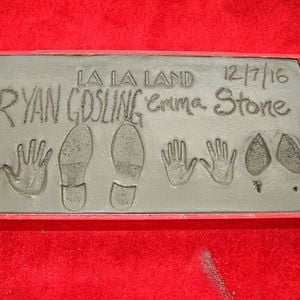 LA LA LAND 12/7/16
RYAN GOSLING emma Stone